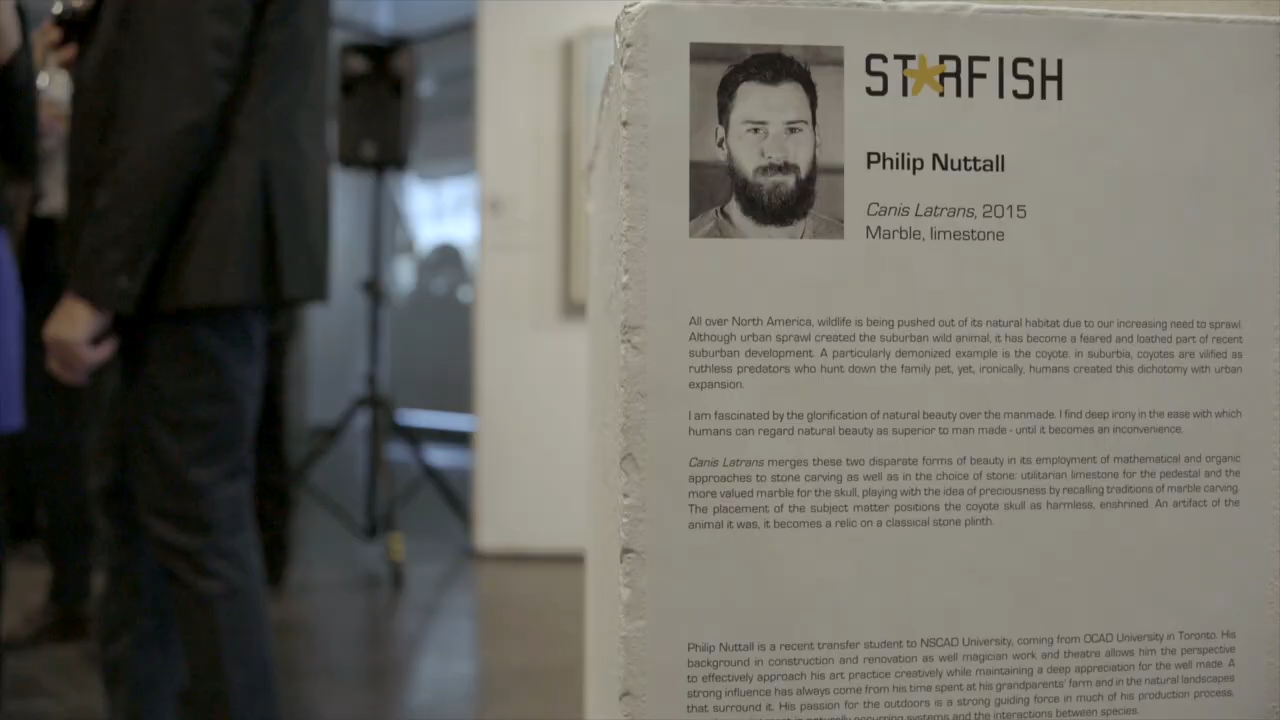 STARFISH
Philip Nuttall
Canis Latrans, 2015
Marble, limestone
All over North America, wildlife is being pushed out of its natural habitat due to our increasing need to sprawl.
Although urban sprawl created the suburban wild animal, it has become a feared and loathed part of recent
suburban development. A particularly demonized example is the coyote. in suburbia, coyotes are vilified as
ruthless predators who hunt down the family pet, yet, ironically, humans created this dichotomy with urban
expansion.
I am fascinated by the glorification of natural beauty over the manmade. I find deep irony in the ease with which
humans can regard natural beauty as superior to man made - until it becomes an inconvenience.
Canis Latrans merges these two disparate forms of beauty in its employment of mathematical and organic
approaches to stone carving as well as in the choice of stone: utilitarian limestone for the pedestal and the
more valued marble for the skull, playing with the idea of preciousness by recalling traditions of marble carving.
The placement of the subject matter positions the coyote skull as harmless, enshrined. An artifact of the
animal it was, it becomes a relic on a classical stone plinth.
Philip Nuttall is a recent transfer student to NSCAD University, coming from OCAD University in Toronto. His
background in construction and renovation as well magician work and theatre allows him the perspective
to effectively approach his art practice creatively while maintaining a deep appreciation for the well made. A
strong influence has always come from his time spent at his grandparents' farm and in the natural landscapes
that surround it. His passion for the outdoors is a strong guiding force in much of his production process,
in naturally occurring systems and the interactions between species.